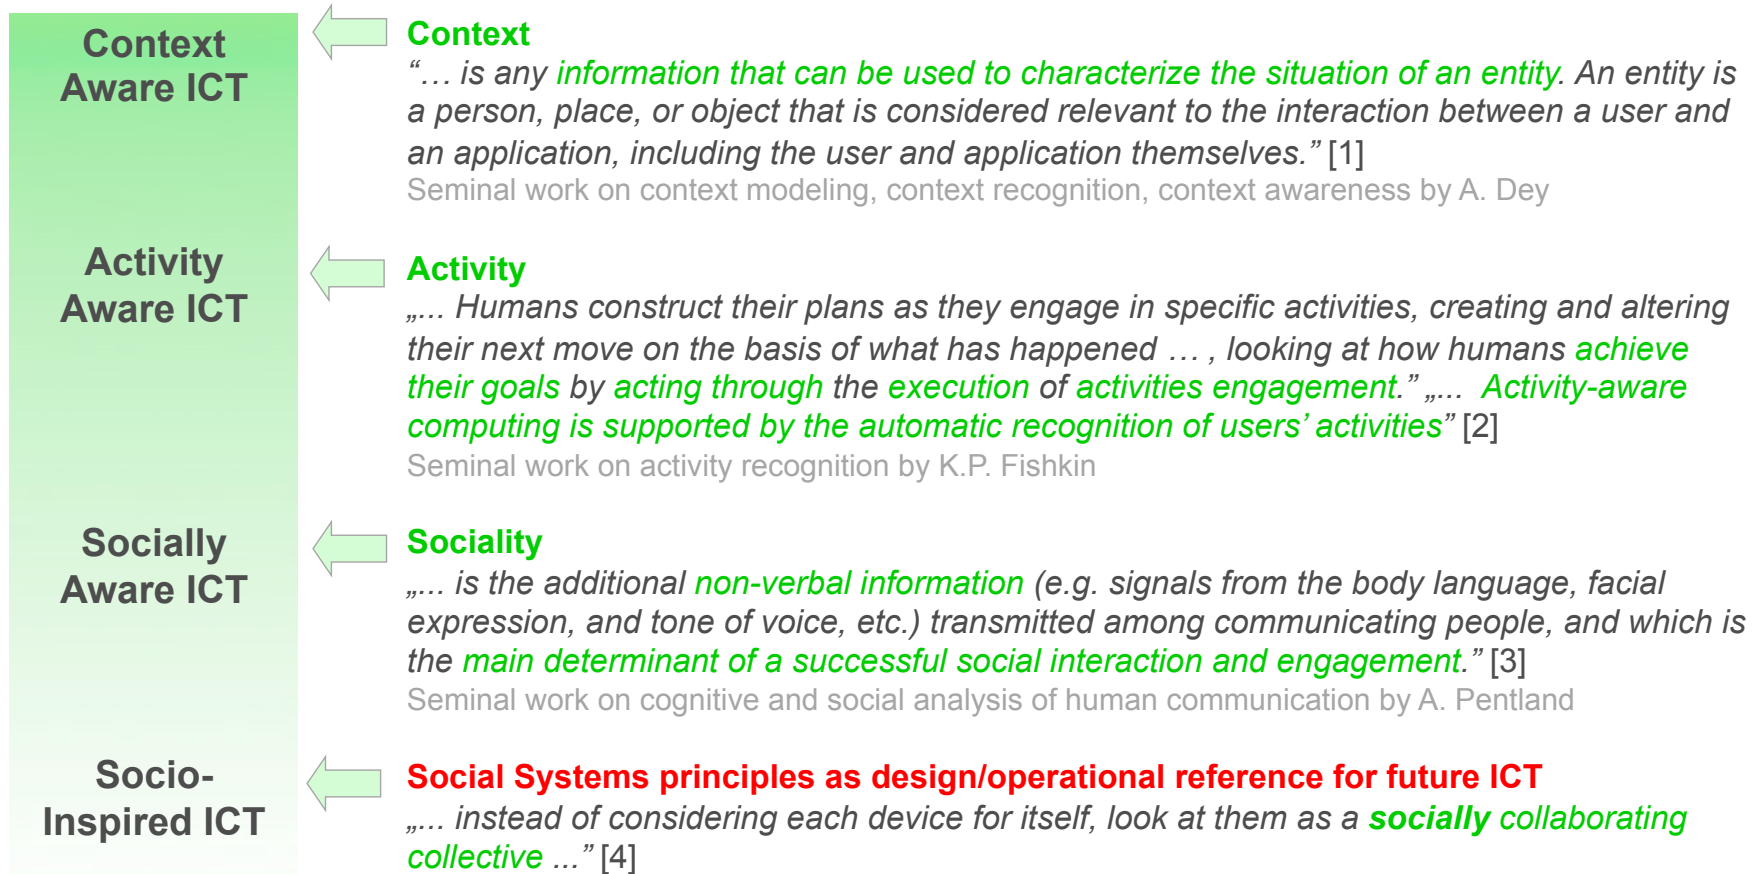 Context
Aware ICT
Context
“… is any information that can be used to characterize the situation of an entity. An entity is
a person, place, or object that is considered relevant to the interaction between a user and
an application, including the user and application themselves.” [1]
Seminal work on context modeling, context recognition, context awareness by A. Dey
Activity
Aware ICT
Activity
„... Humans construct their plans as they engage in specific activities, creating and altering
their next move on the basis of what has happened … , looking at how humans achieve
their goals by acting through the execution of activities engagement.” „... Activity-aware
computing is supported by the automatic recognition of users’ activities” [2]
Seminal work on activity recognition by K.P. Fishkin
Socially
Aware ICT
Sociality
„... is the additional non-verbal information (e.g. signals from the body language, facial
expression, and tone of voice, etc.) transmitted among communicating people, and which is
the main determinant of a successful social interaction and engagement.” [3]
Seminal work on cognitive and social analysis of human communication by A. Pentland
Socio-
Inspired ICT
Social Systems principles as design/operational reference for future ICT
„... instead of considering each device for itself, look at them as a socially collaborating
collective ...” [4]